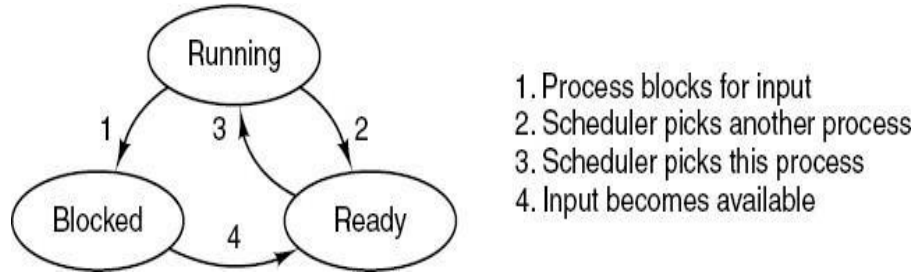 Running
1
3
2
Blocked
4
Ready
1. Process blocks for input
2. Scheduler picks another process
3. Scheduler picks this process
4. Input becomes available